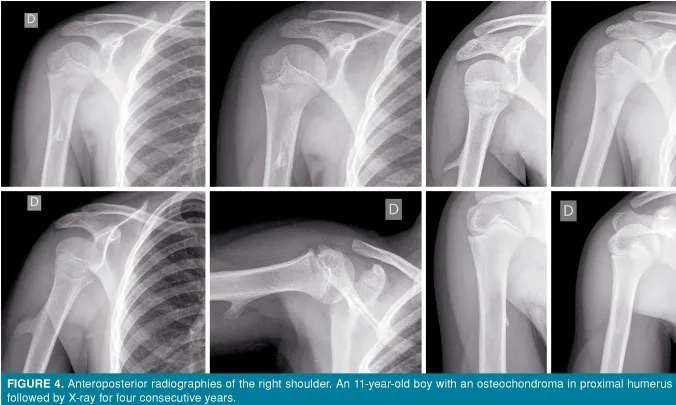 D
D
D
D
FIGURE 4. Anteroposterior radiographies of the right shoulder. An 11-year-old boy with an osteochondroma in proximal humerus
followed by X-ray for four consecutive years.